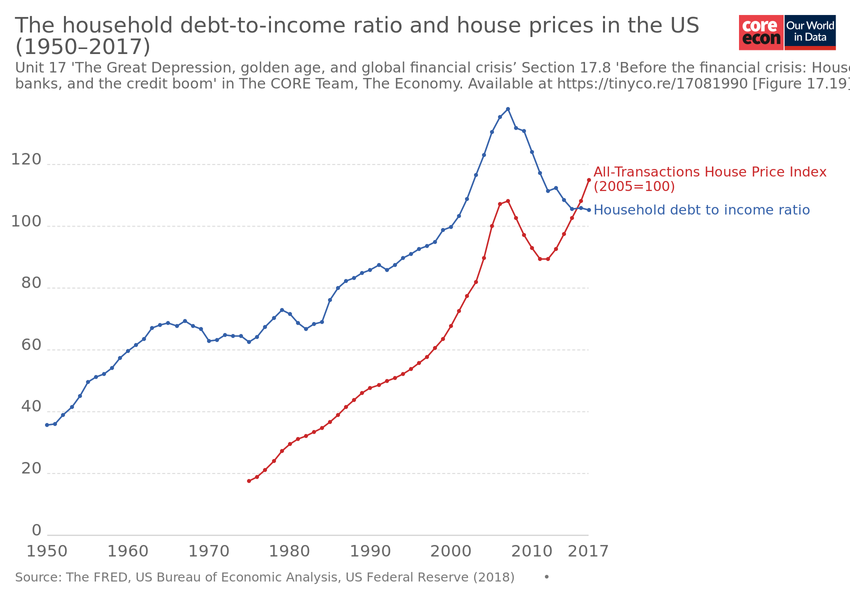 The household debt-to-income ratio and house prices in the US
(1950–2017)
core
econ
Our World
in Data
Unit 17 'The Great Depression, golden age, and global financial crisis’ Section 17.8 'Before the financial crisis: Hous
banks, and the credit boom' in The CORE Team, The Economy. Available at https://tinyco.re/17081990 [Figure 17.19]
120
100
80
60
40
20
0
All-Transactions House Price Index
(2005=100)
Household debt to income ratio
1950 1960 1970 1980 1990 2000 2010 2017
Source: The FRED, US Bureau of Economic Analysis, US Federal Reserve (2018) •